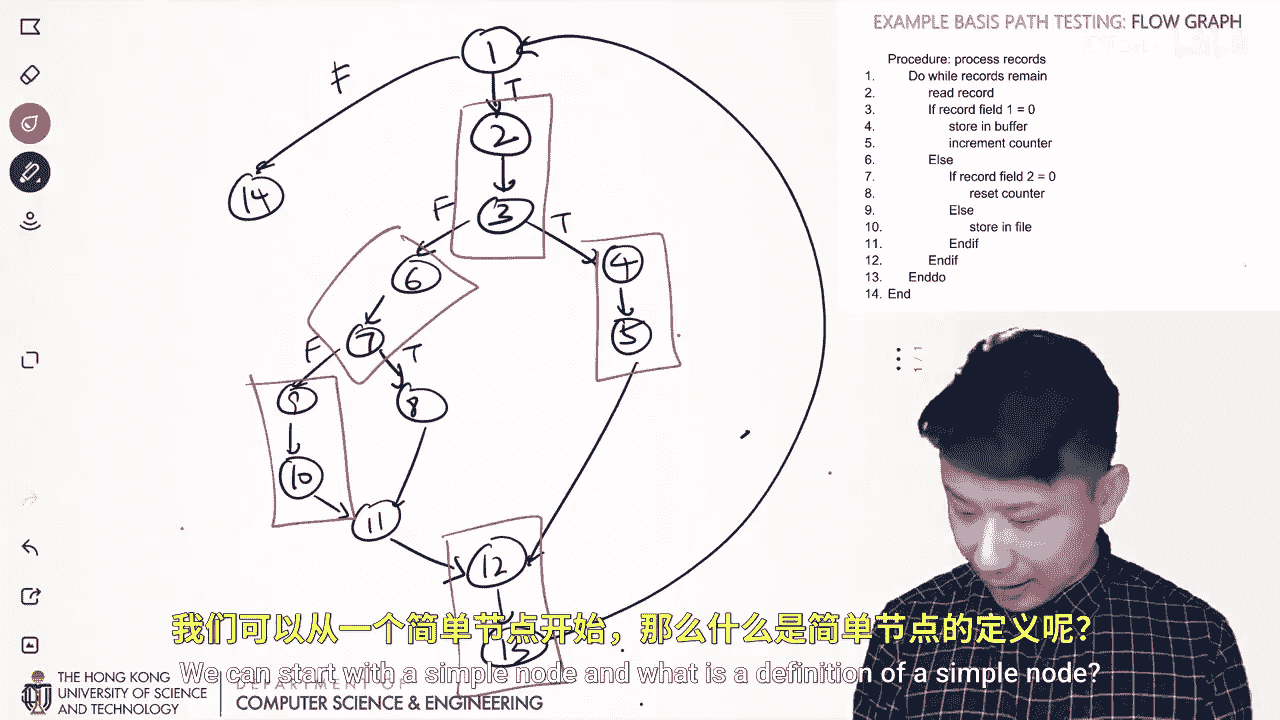 EXAMPLE BASIS PATH TESTING: FLOW GRAPH
Procedure: process records
1. Do while records remain
2. read record
3. If record field 1 = 0
4. store in buffer
5. increment counter
6. Else
7. If record field 2 = 0
8. reset counter
9. Else
10. store in file
11. Endif
12. Endif
13. Enddo
14. End
1
F
T
2
14
3
F
T
4
6
5
7
F
T
9
8
10
11
12
13
1 / 1
我们可以从一个简单节点开始，那么什么是简单节点的定义呢？
We can start with a simple node and what is a definition of a simple node?
THE HONG KONG
UNIVERSITY OF SCIENCE
AND TECHNOLOGY
DEPARTMENT OF
COMPUTER SCIENCE & ENGINEERING